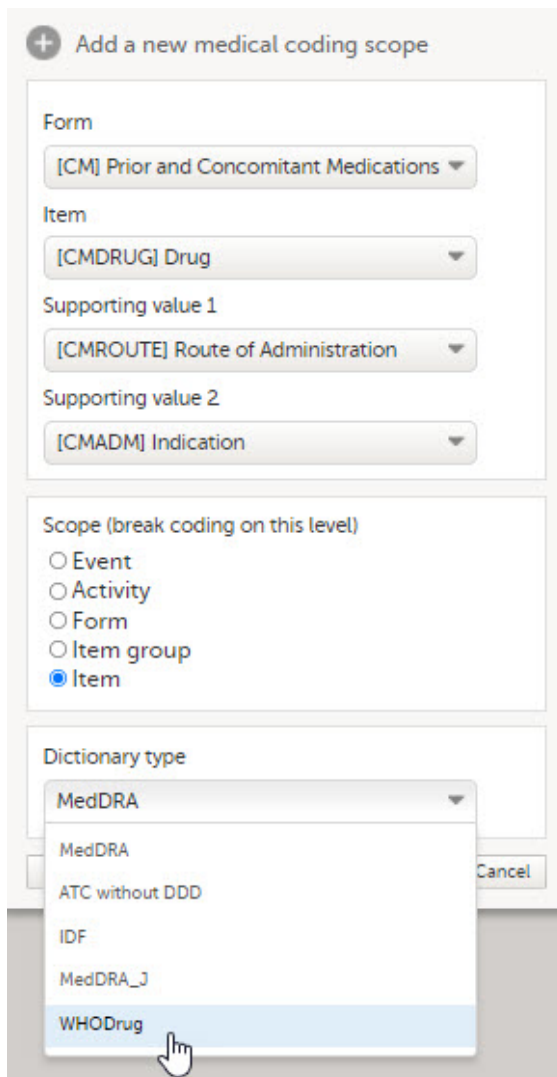 Add a new medical coding scope
Form
[CM] Prior and Concomitant Medications
Item
[CMDRUG] Drug
Supporting value 1
[CMROUTE] Route of Administration
Supporting value 2
[CMADM] Indication
Scope (break coding on this level)
Event
Activity
Form
Item group
Item
Dictionary type
MedDRA
MedDRA
Cancel
ATC without DDD
IDF
MedDRA_J
WHODrug